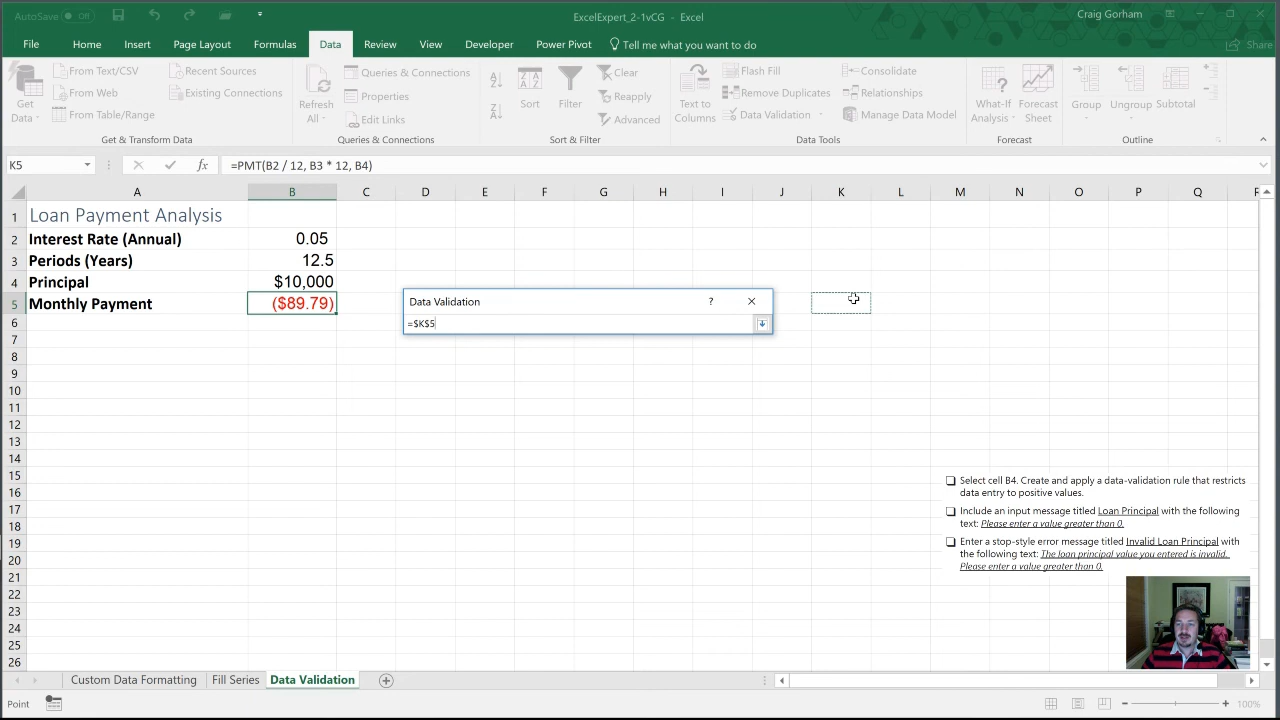 AutoSave Off
ExcelExpert_2-1vCG - Excel
Craig Gorham
File Home Insert Page Layout Formulas Data Review View Developer Power Pivot Tell me what you want to do Share
Get Data
From Text/CSV
From Web
From Table/Range
Recent Sources
Existing Connections
Get & Transform Data
Refresh All
Queries & Connections
Properties
Edit Links
Queries & Connections
Sort
Filter
Clear
Reapply
Advanced
Sort & Filter
Text to Columns
Flash Fill
Remove Duplicates
Data Validation
Consolidate
Relationships
Manage Data Model
Data Tools
What-If Analysis
Forecast Sheet
Forecast
Group
Ungroup
Subtotal
Outline
K5
fx
=PMT(B2 / 12, B3 * 12, B4)
A B C D E F G H I J K L M N O P Q
1 Loan Payment Analysis
2 Interest Rate (Annual) 0.05
3 Periods (Years) 12.5
4 Principal $10,000
5 Monthly Payment ($89.79)
6
7
8
9
10
11
12
13
14
15
16
17
18
19
20
21
22
23
24
25
26
Data Validation ?
=$K$5
Select cell B4. Create and apply a data-validation rule that restricts
data entry to positive values.
Include an input message titled Loan Principal with the following
text: Please enter a value greater than 0.
Enter a stop-style error message titled Invalid Loan Principal with
the following text: The loan principal value you entered is invalid.
Please enter a value greater than 0.
Custom Data Formatting Fill Series Data Validation
Point
100%